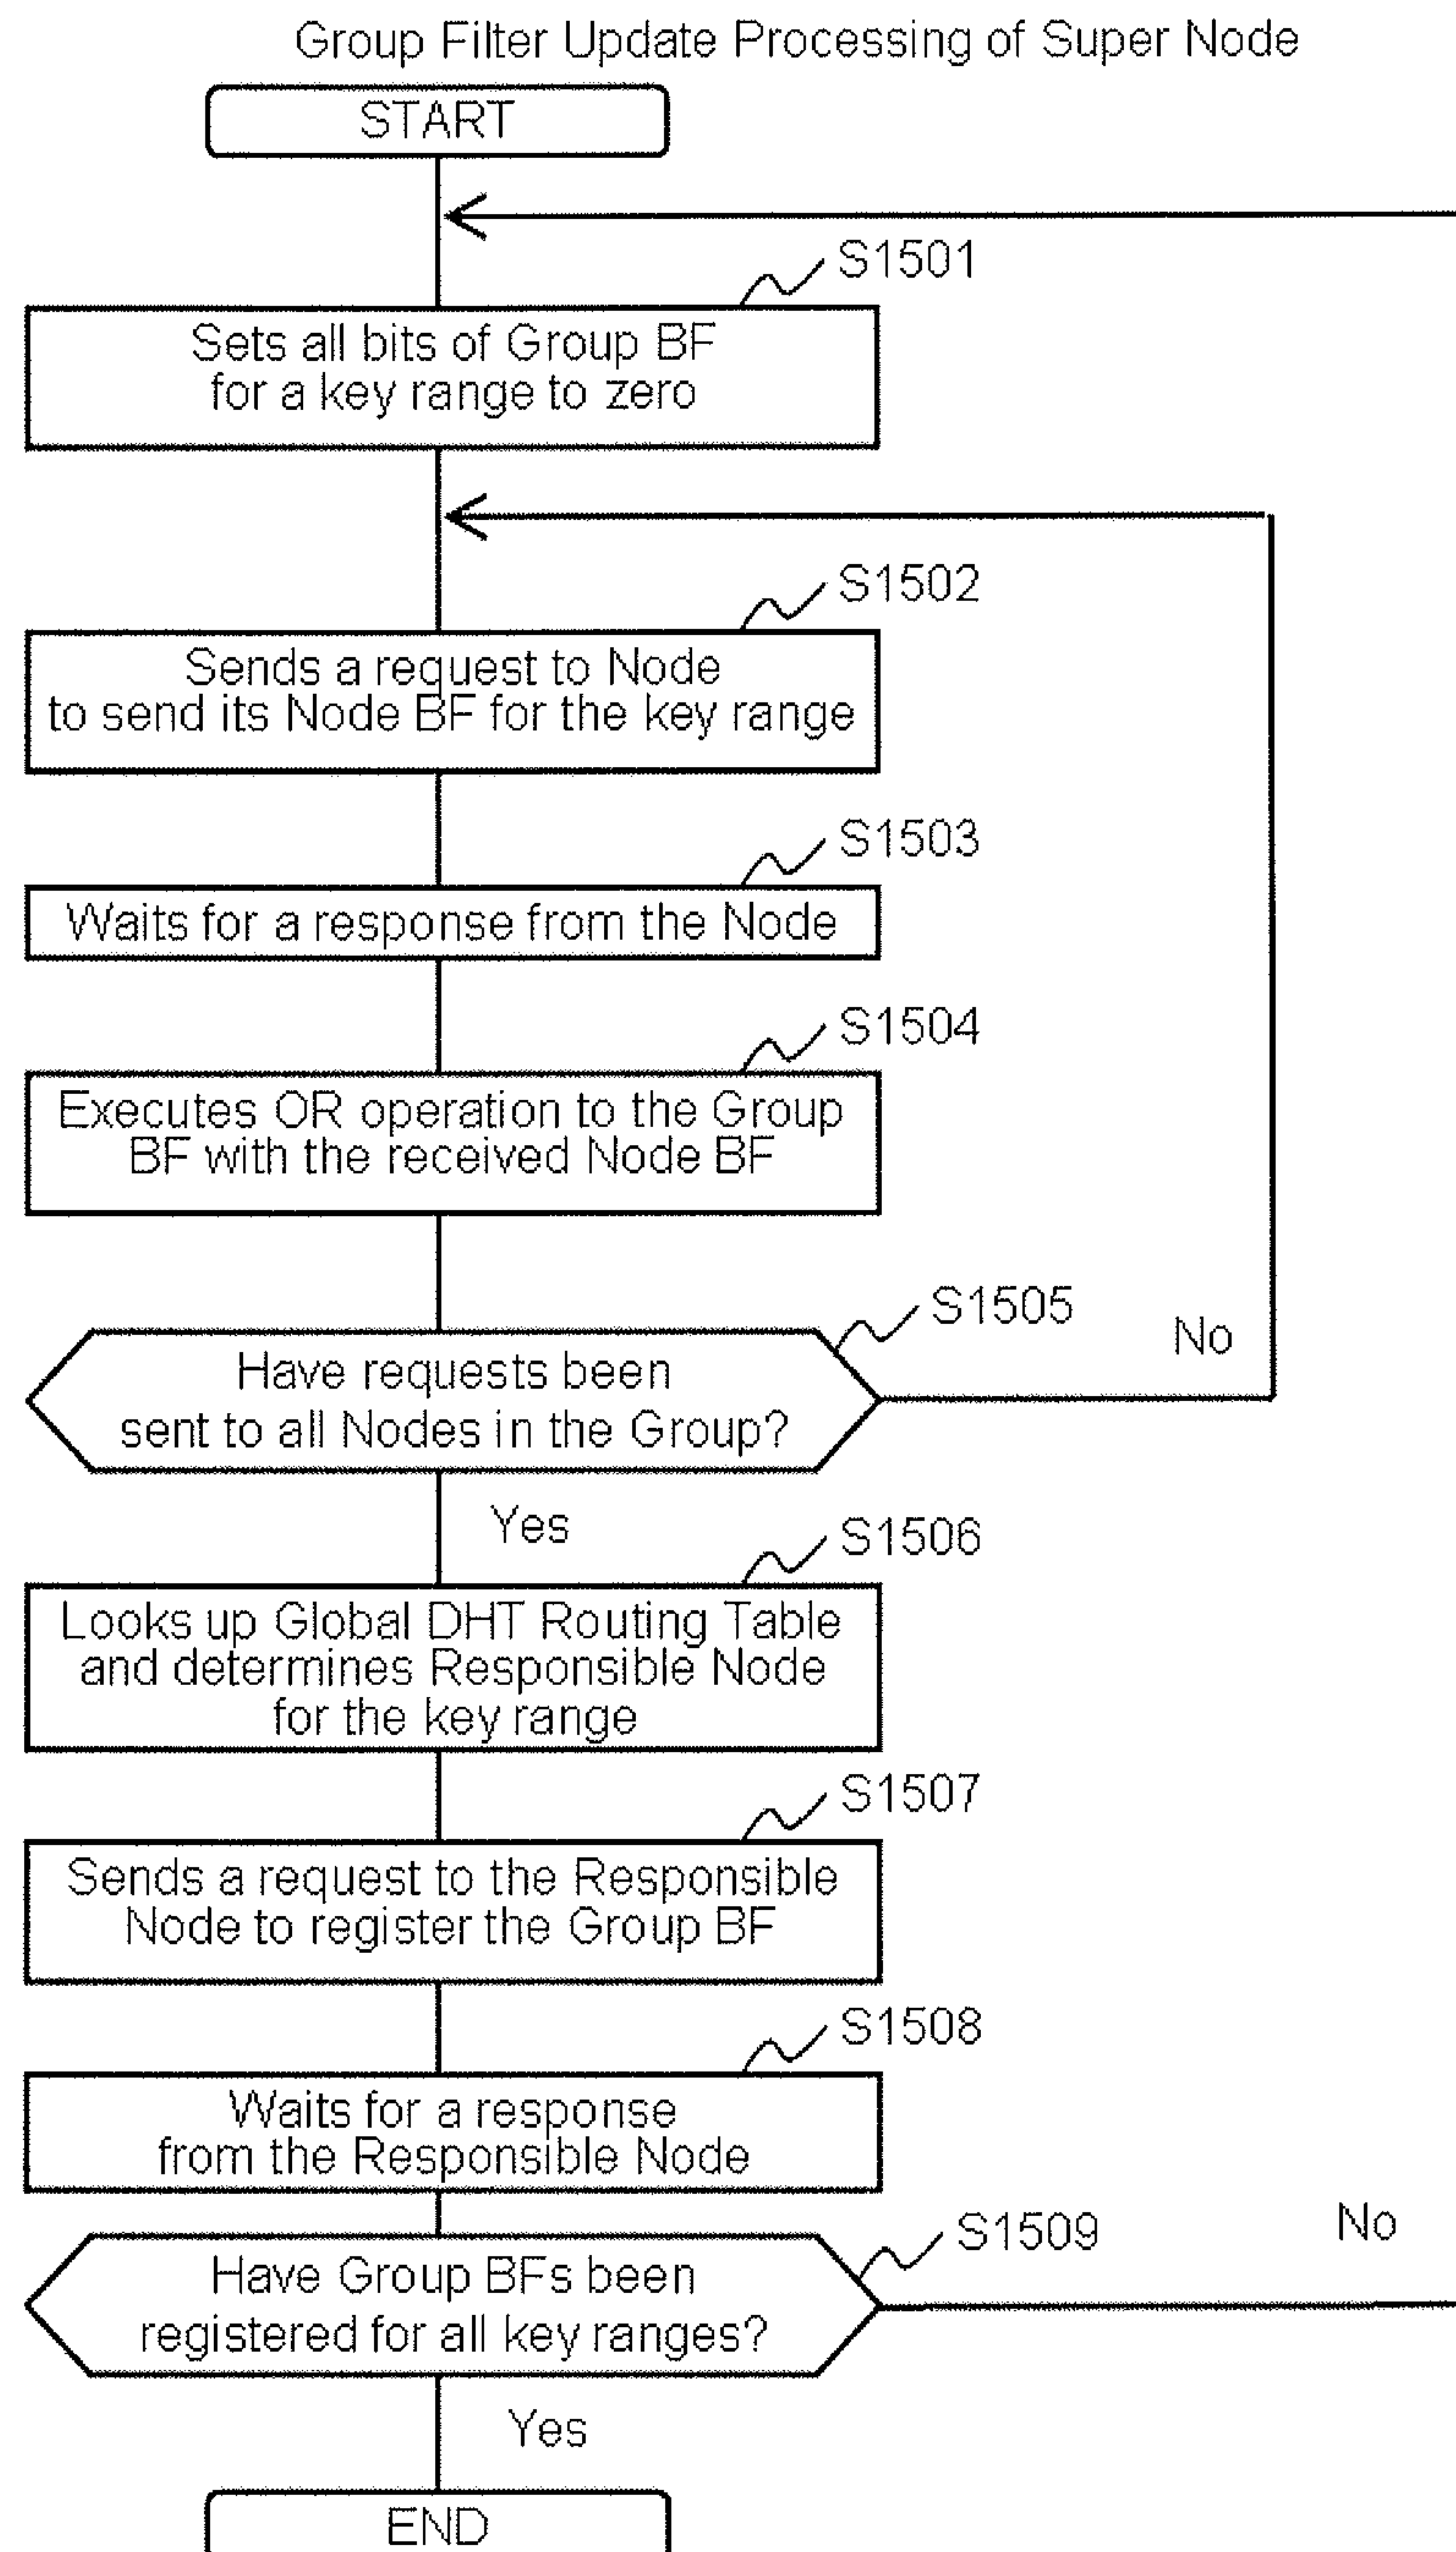 Group Filter Update Processing of Super Node
START
S1501
Sets all bits of Group BF
for a key range to zero
S1502
Sends a request to Node
to send its Node BF for the key range
S1503
Waits for a response from the Node
S1504
Executes OR operation to the Group
BF with the received Node BF
S1505
No
Have requests been
sent to all Nodes in the Group?
Yes
S1506
Looks up Global DHT Routing Table
and determines Responsible Node
for the key range
S1507
Sends a request to the Responsible
Node to register the Group BF
S1508
Waits for a response
from the Responsible Node
S1509
No
Have Group BFs been
registered for all key ranges?
Yes
END